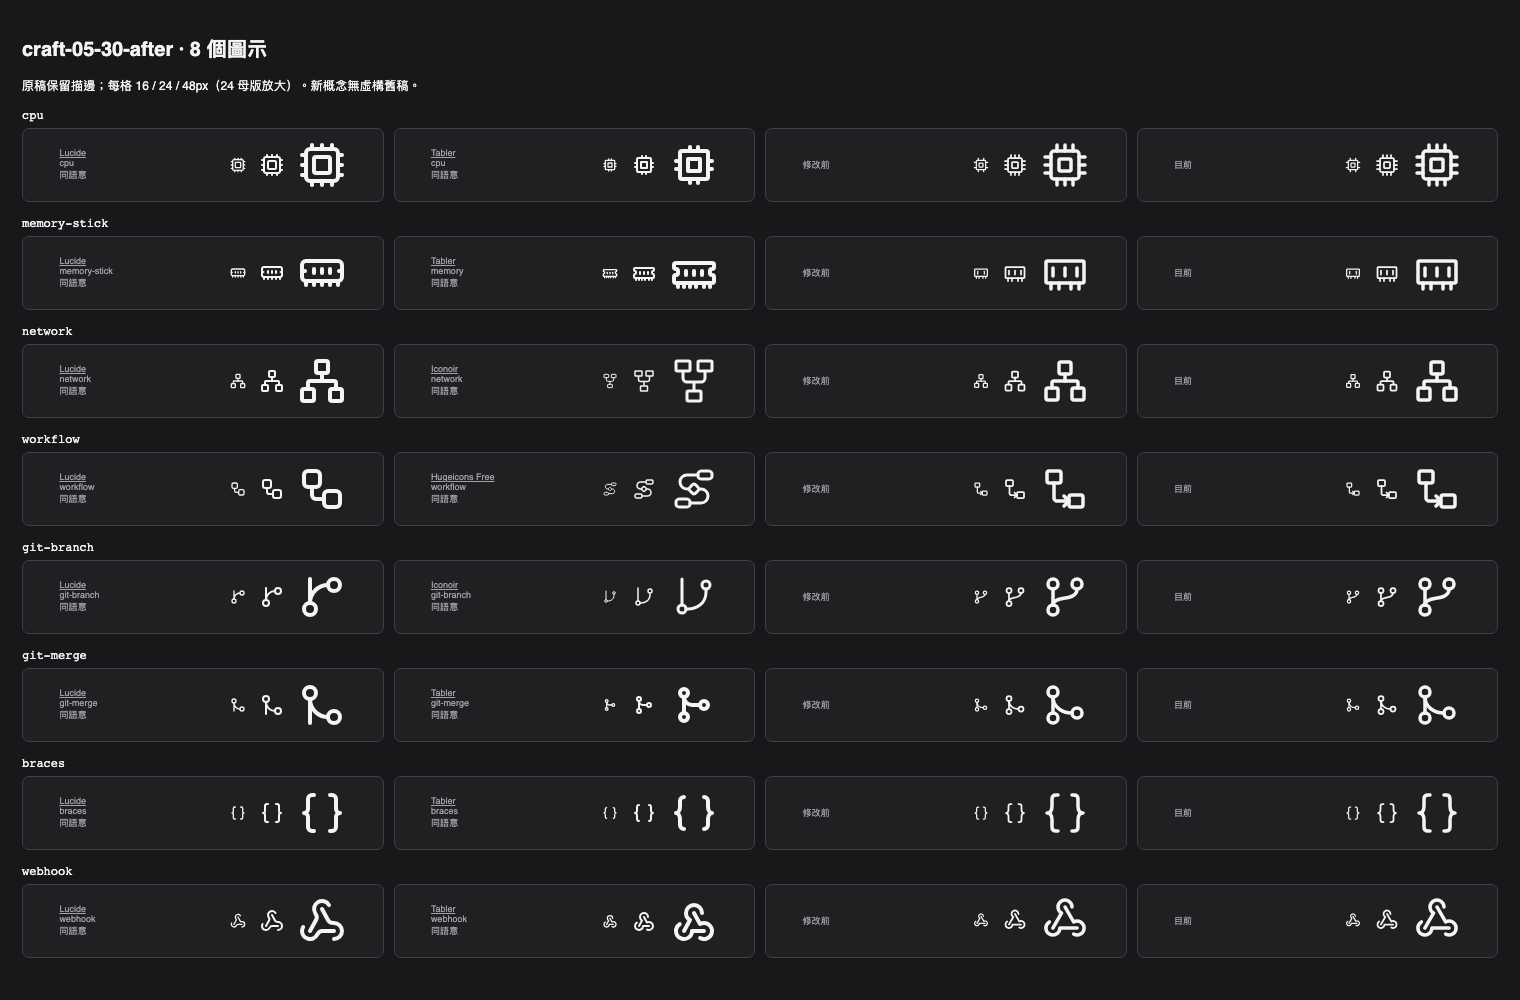 craft-05-30-after · 8 個圖示
原稿保留描邊；每格 16 / 24 / 48px（24 母版放大）。新概念無虛構舊稿。
cpu
Lucide
cpu
同語意
Tabler
cpu
同語意
修改前
目前
memory-stick
Lucide
memory-stick
同語意
Tabler
memory
同語意
修改前
目前
network
Lucide
network
同語意
Iconoir
network
同語意
修改前
目前
workflow
Lucide
workflow
同語意
Hugeicons Free
workflow
同語意
修改前
目前
git-branch
Lucide
git-branch
同語意
Iconoir
git-branch
同語意
修改前
目前
git-merge
Lucide
git-merge
同語意
Tabler
git-merge
同語意
修改前
目前
braces
Lucide
braces
同語意
Tabler
braces
同語意
修改前
目前
webhook
Lucide
webhook
同語意
Tabler
webhook
同語意
修改前
目前